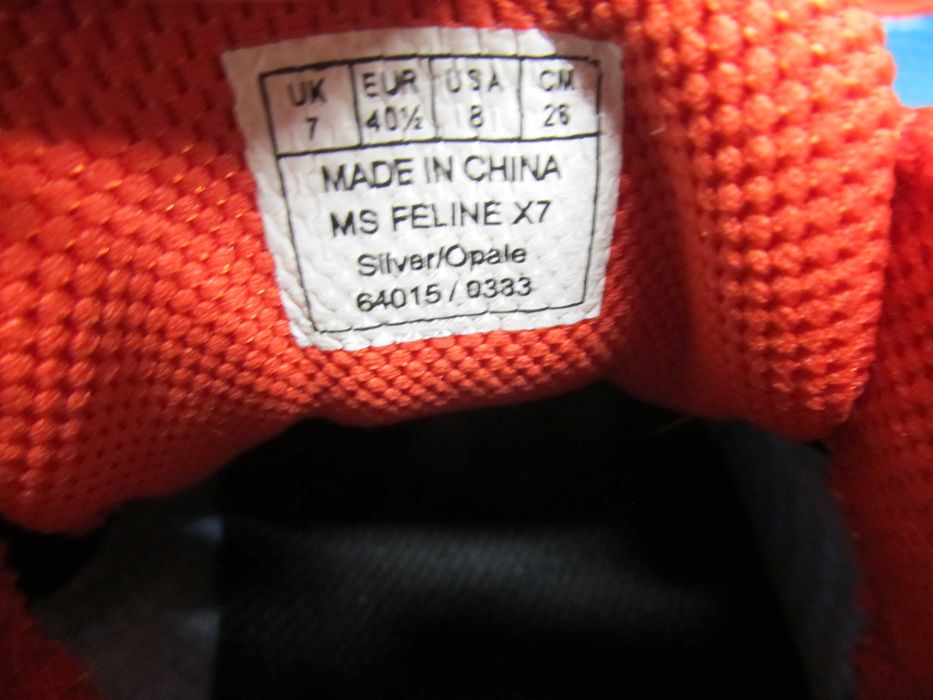 UK EUR USA CM
7 40½ 8 26
MADE IN CHINA
MS FELINE X7
Silver/Opale
64015 / 0333